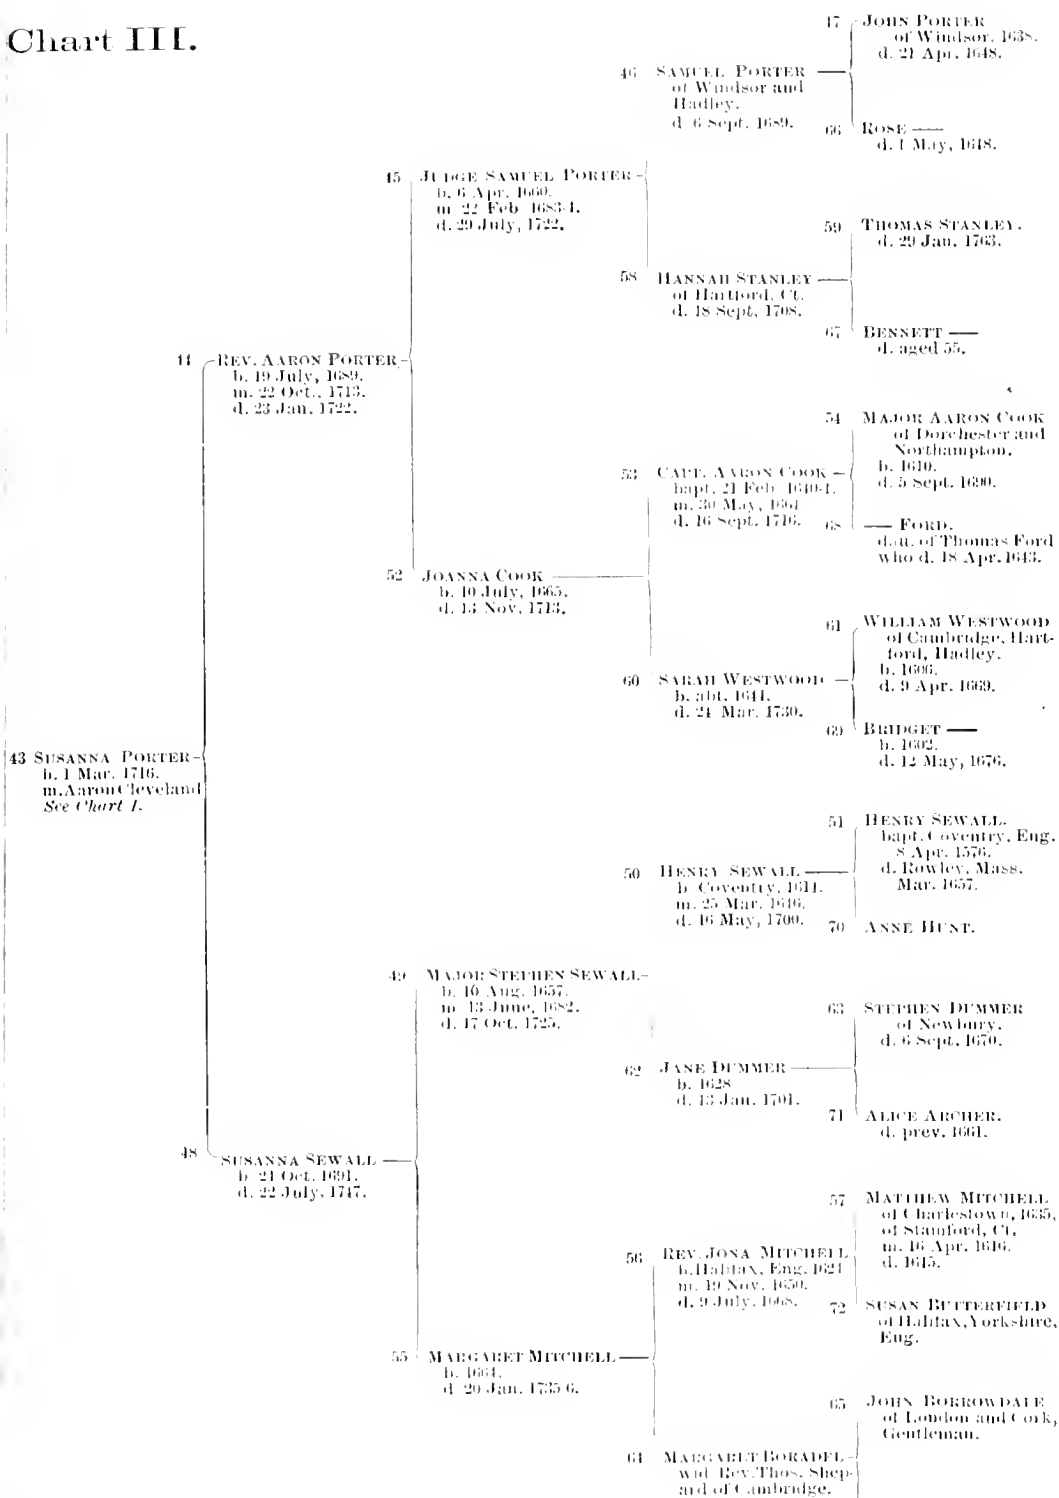 Chart III.
47 JOHN PORTER
of Windsor. 1638.
d. 21 Apr. 1648.
46 SAMUEL PORTER
of Windsor and
Hadley.
d. 6 Sept. 1689.
66 ROSE —
d. 1 May, 1648.
45 JUDGE SAMUEL PORTER
b. 6 Apr. 1660.
m. 22 Feb. 1683-4.
d. 29 July, 1722.
59 THOMAS STANLEY.
d. 29 Jan. 1763.
58 HANNAH STANLEY
of Hartford, Ct.
d. 18 Sept, 1708.
67 BENNETT —
d. aged 55.
44 REV. AARON PORTER
b. 19 July, 1689.
m. 22 Oct., 1713.
d. 23 Jan. 1722.
54 MAJOR AARON COOK
of Dorchester and
Northampton.
b. 1610.
d. 5 Sept. 1690.
53 CAPT. AARON COOK
bapt. 21 Feb. 1640-1.
m. 30 May, 1661
d. 16 Sept. 1716.
68 — FORD.
dau. of Thomas Ford
who d. 18 Apr. 1643.
52 JOANNA COOK
b. 10 July, 1665.
d. 13 Nov. 1713.
61 WILLIAM WESTWOOD
of Cambridge, Hart-
ford, Hadley.
b. 1606.
d. 9 Apr. 1669.
60 SARAH WESTWOOD
b. abt. 1644.
d. 24 Mar. 1730.
69 BRIDGET —
b. 1602.
d. 12 May, 1676.
43 SUSANNA PORTER
b. 1 Mar. 1716.
m. Aaron Cleveland
See Chart I.
51 HENRY SEWALL.
bapt. Coventry, Eng.
8 Apr. 1576.
d. Rowley, Mass.
Mar. 1657.
50 HENRY SEWALL
b. Coventry, 1614.
m. 25 Mar. 1646.
d. 16 May, 1700.
70 ANNE HUNT.
49 MAJOR STEPHEN SEWALL
b. 10 Aug. 1657.
m. 13 June, 1682.
d. 17 Oct. 1725.
63 STEPHEN DUMMER
of Newbury.
d. 6 Sept. 1670.
62 JANE DUMMER
b. 1628
d. 13 Jan. 1701.
71 ALICE ARCHER.
d. prev. 1661.
48 SUSANNA SEWALL
b. 21 Oct. 1691.
d. 22 July, 1747.
57 MATTHEW MITCHELL
of Charlestown, 1635,
of Stamford, Ct.
m. 16 Apr. 1616.
d. 1645.
56 REV. JONA MITCHELL
b. Halifax, Eng. 1624
m. 19 Nov. 1650.
d. 9 July, 1668.
72 SUSAN BUTTERFIELD
of Halifax, Yorkshire,
Eng.
55 MARGARET MITCHELL
b. 1664.
d. 20 Jan. 1735-6.
65 JOHN BORROWDALE
of London and Cork,
Gentleman.
64 MARGARET BORADEL
wid. Rev. Thos. Shep-
ard of Cambridge.